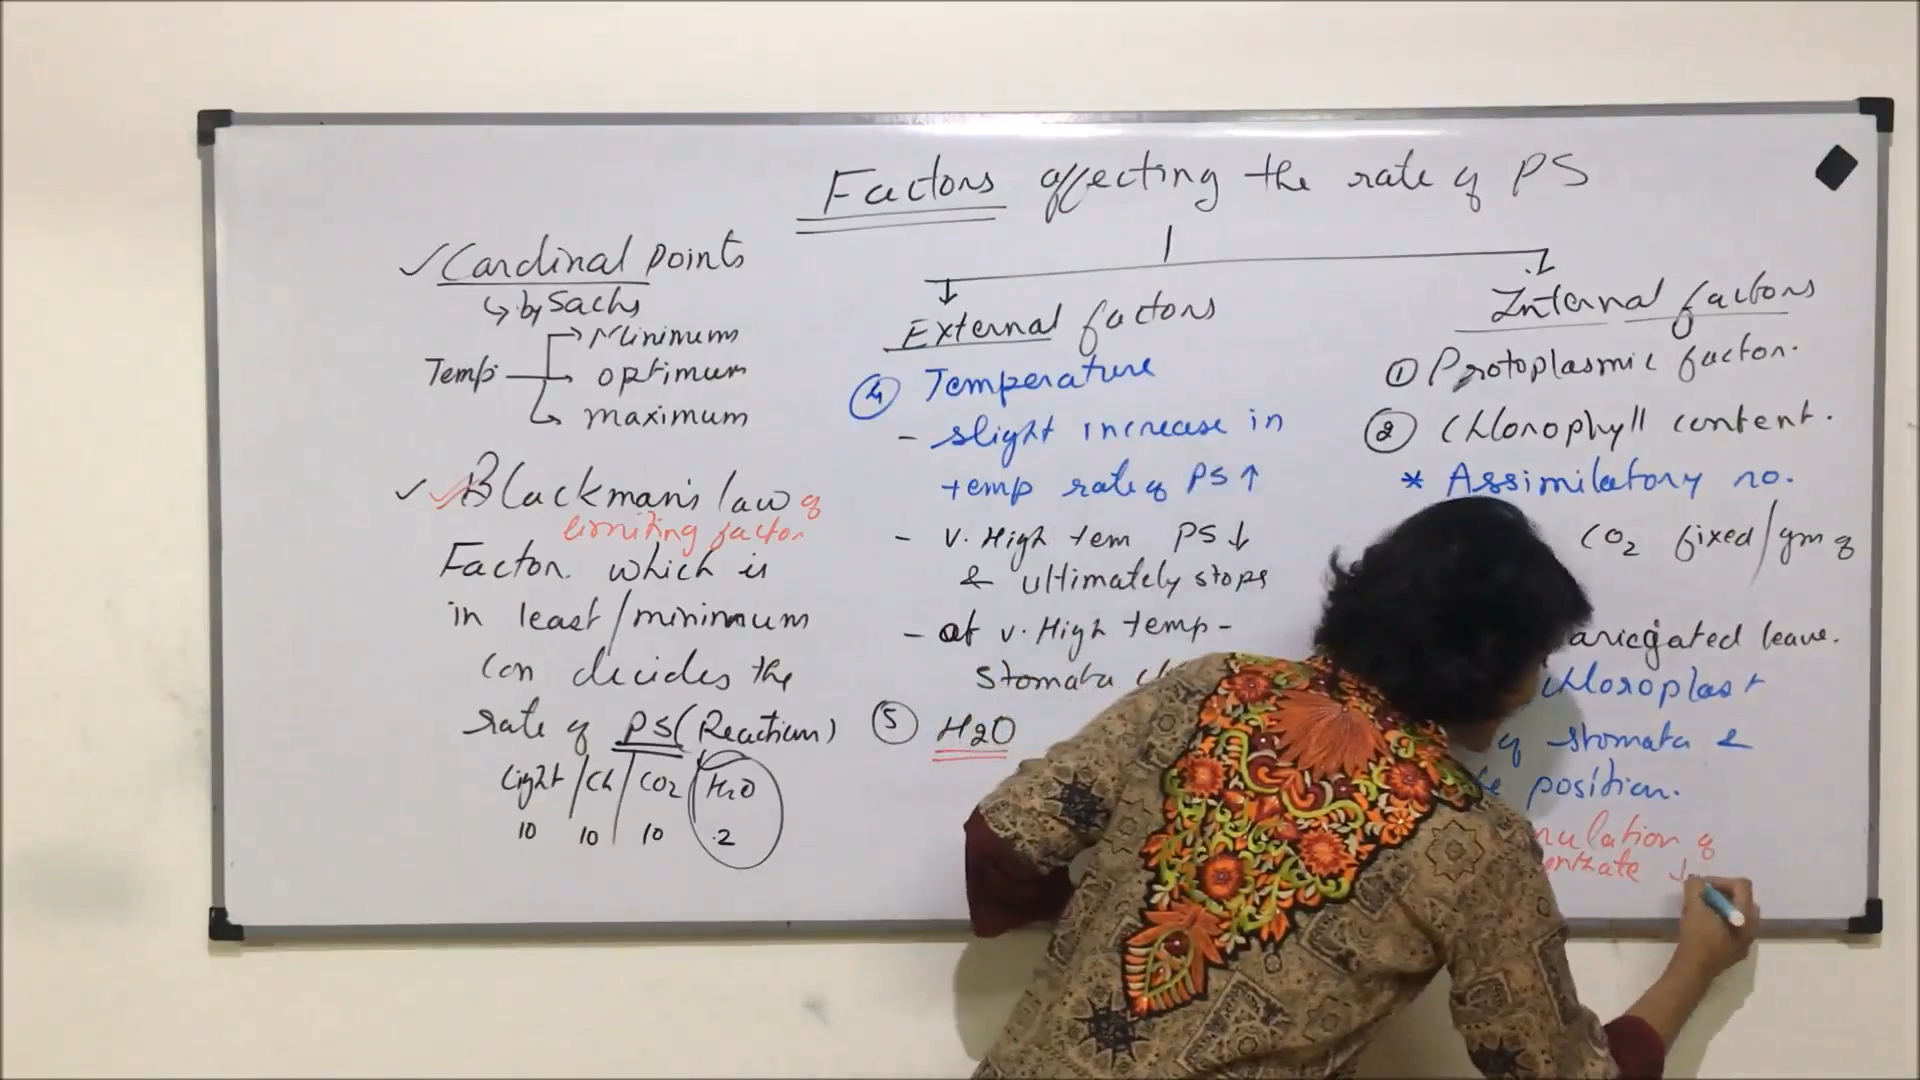 Factors affecting the rate of PS
✓ Cardinal points
↳ by Sachs
Temp → Minimum
→ optimum
→ maximum
✓ ✓ Blackman's law of
limiting factor
Factor which is
in least/minimum
can decides the
rate of PS (Reaction)
Light / Ch / CO2 / H2O
10 10 10 .2
External factors
④ Temperature
- slight increase in
temp rate of PS ↑
- V. High tem PS ↓
& ultimately stops
- at v. High temp -
stomata
⑤ H2O
Internal factors
① Protoplasmic factor.
② Chlorophyll content.
* Assimilatory no.
CO2 fixed/gm of
leave.
chloroplast
of stomata &
position.
of
↓